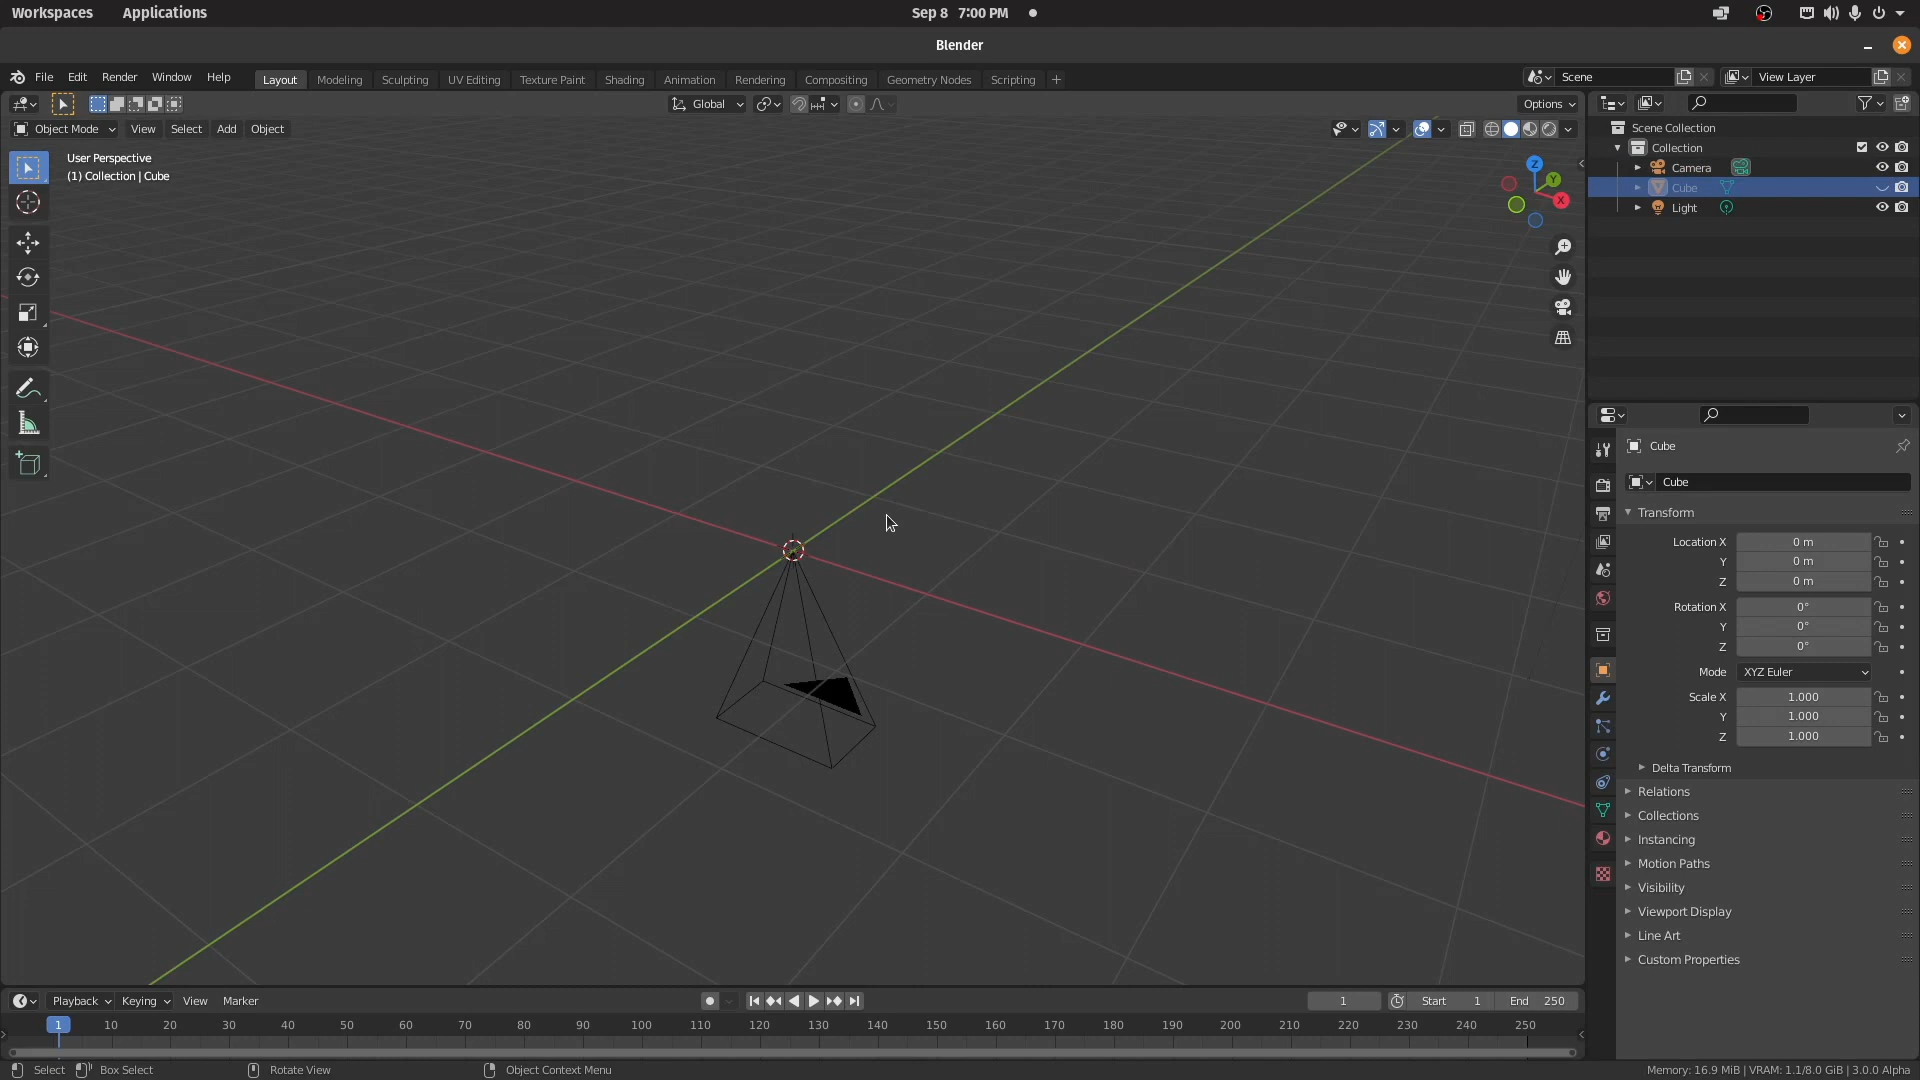 Workspaces Applications Sep 8 7:00 PM
Blender
File Edit Render Window Help Layout Modeling Sculpting UV Editing Texture Paint Shading Animation Rendering Compositing Geometry Nodes Scripting + Scene View Layer
Global Options
Object Mode View Select Add Object
Scene Collection
Collection
Camera
Cube
Light
User Perspective
(1) Collection | Cube
Z
Y
X
Cube
Cube
Transform
Location X 0 m
Y 0 m
Z 0 m
Rotation X 0°
Y 0°
Z 0°
Mode XYZ Euler
Scale X 1.000
Y 1.000
Z 1.000
Delta Transform
Relations
Collections
Instancing
Motion Paths
Visibility
Viewport Display
Line Art
Custom Properties
Playback Keying View Marker 1 Start 1 End 250
1 10 20 30 40 50 60 70 80 90 100 110 120 130 140 150 160 170 180 190 200 210 220 230 240 250
Select Box Select Rotate View Object Context Menu Memory: 16.9 MiB | VRAM: 1.1/8.0 GiB | 3.0.0 Alpha